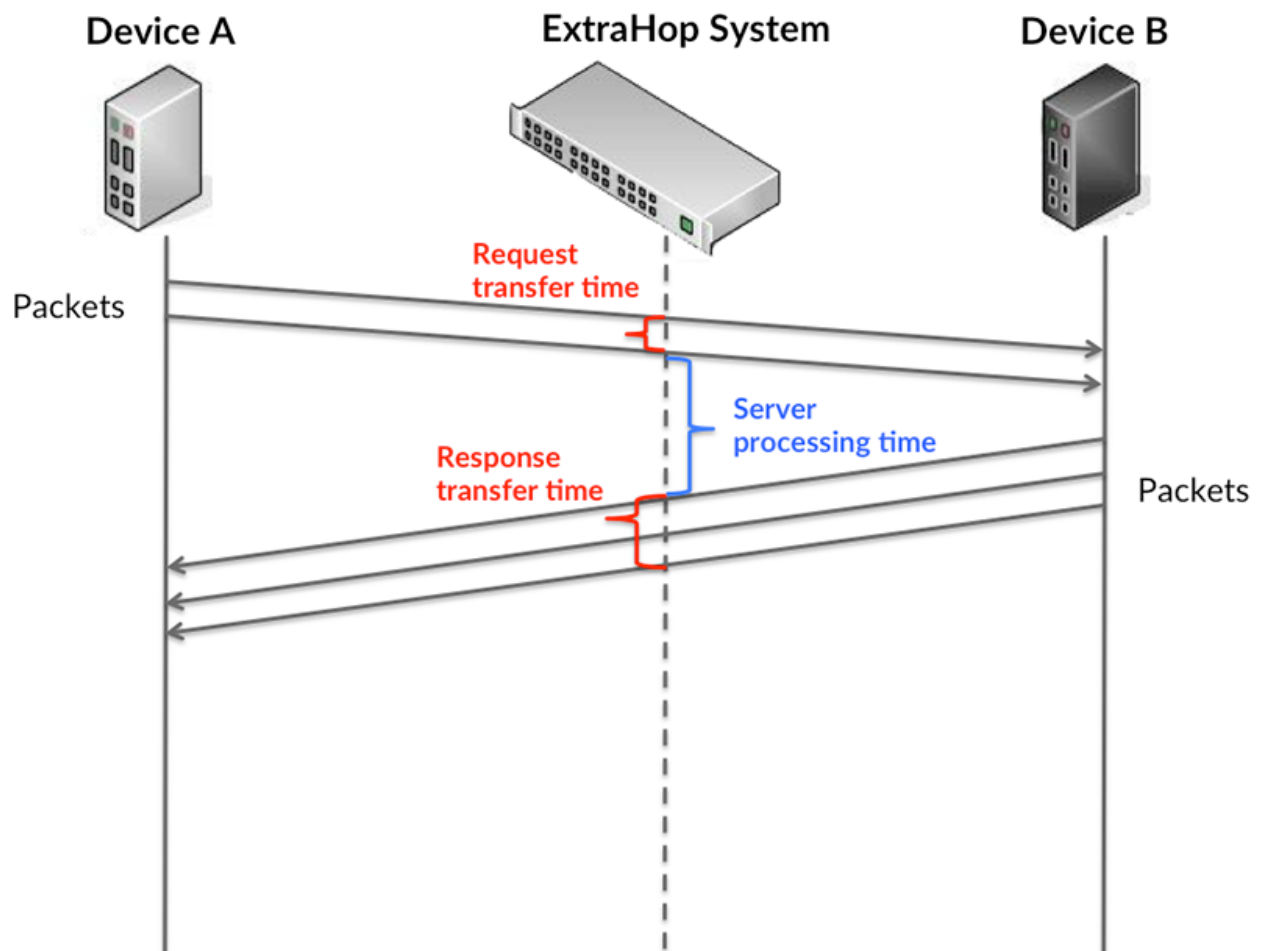 Device A
ExtraHop System
Device B
Request
transfer time
Packets
Server
processing time
Response
transfer time
Packets